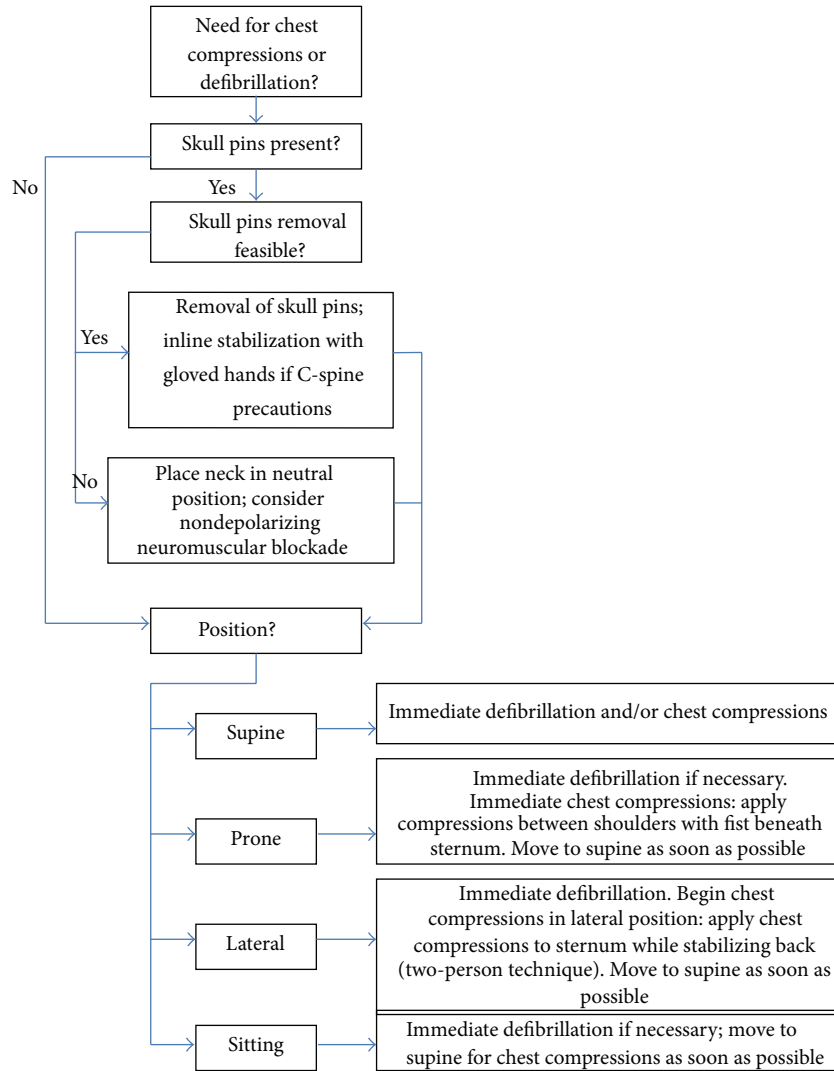 Need for chest
compressions or
defibrillation?
Skull pins present?
No
Yes
Skull pins removal
feasible?
Removal of skull pins;
Yes
inline stabilization with
gloved hands if C-spine
precautions
No
Place neck in neutral
position; consider
nondepolarizing
neuromuscular blockade
Position?
Supine
Immediate defibrillation and/or chest compressions
Prone
Immediate defibrillation if necessary.
Immediate chest compressions: apply
compressions between shoulders with fist beneath
sternum. Move to supine as soon as possible
Lateral
Immediate defibrillation. Begin chest
compressions in lateral position: apply chest
compressions to sternum while stabilizing back
(two-person technique). Move to supine as soon as
possible
Sitting
Immediate defibrillation if necessary; move to
supine for chest compressions as soon as possible